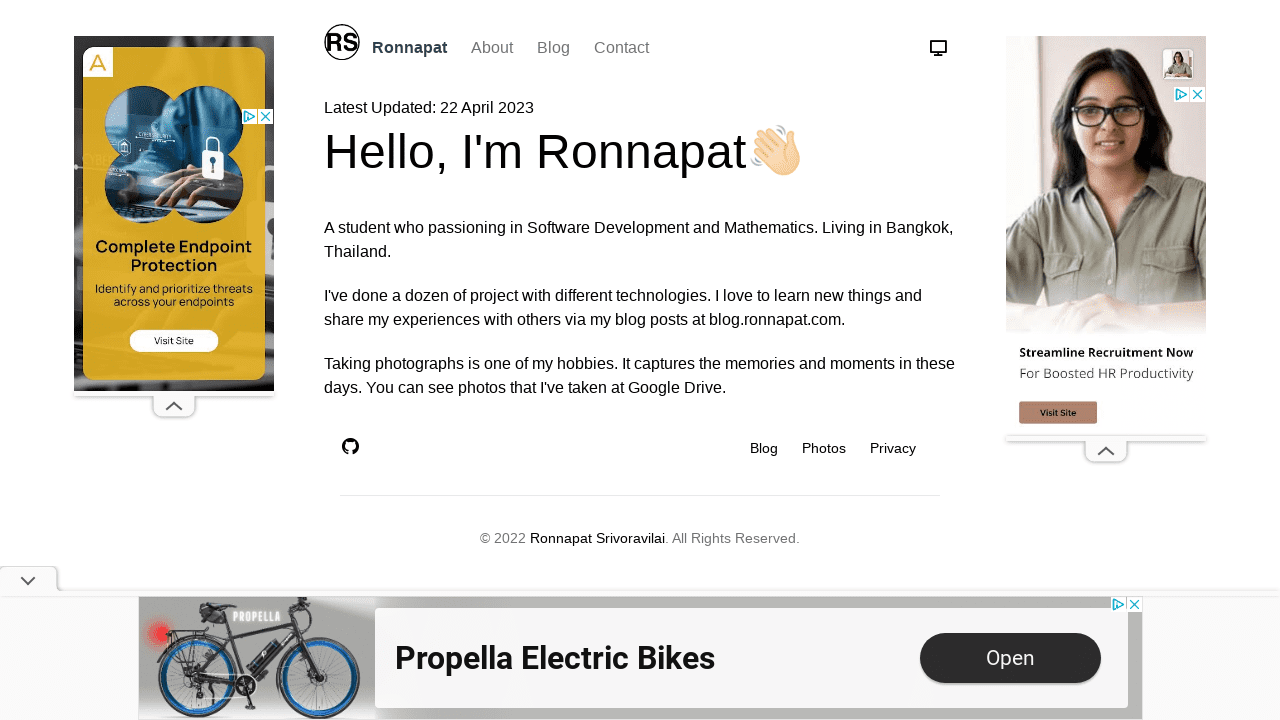 RS Ronnapat About Blog Contact
Latest Updated: 22 April 2023
Hello, I'm Ronnapat
A student who passioning in Software Development and Mathematics. Living in Bangkok,
Thailand.
I've done a dozen of project with different technologies. I love to learn new things and
share my experiences with others via my blog posts at blog.ronnapat.com.
Taking photographs is one of my hobbies. It captures the memories and moments in these
days. You can see photos that I've taken at Google Drive.
Blog Photos Privacy
© 2022 Ronnapat Srivoravilai. All Rights Reserved.
A
Complete Endpoint
Protection
Identify and prioritize threats
across your endpoints
Visit Site
Streamline Recruitment Now
For Boosted HR Productivity
Visit Site
PROPELLA
Propella Electric Bikes
Open